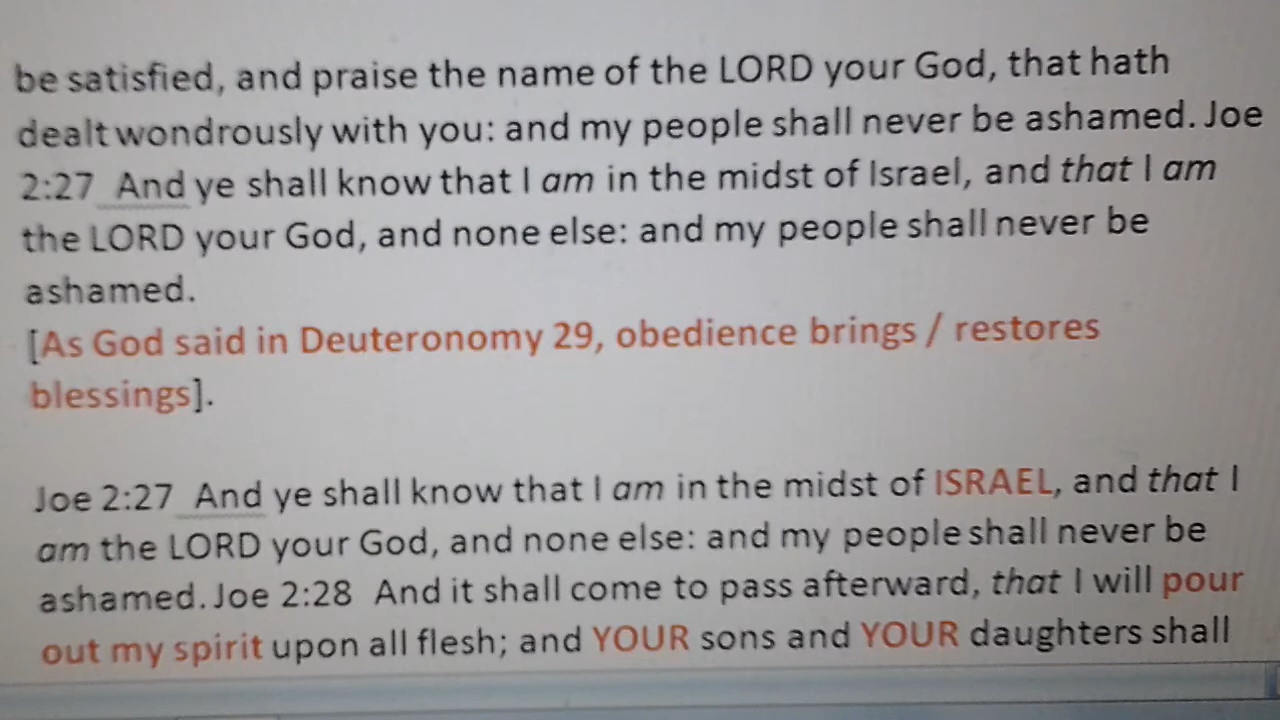 be satisfied, and praise the name of the LORD your God, that hath
dealt wondrously with you: and my people shall never be ashamed. Joe
2:27 And ye shall know that I am in the midst of Israel, and that I am
the LORD your God, and none else: and my people shall never be
ashamed.
[As God said in Deuteronomy 29, obedience brings / restores
blessings].
Joe 2:27 And ye shall know that I am in the midst of ISRAEL, and that I
am the LORD your God, and none else: and my people shall never be
ashamed. Joe 2:28 And it shall come to pass afterward, that I will pour
out my spirit upon all flesh; and YOUR sons and YOUR daughters shall